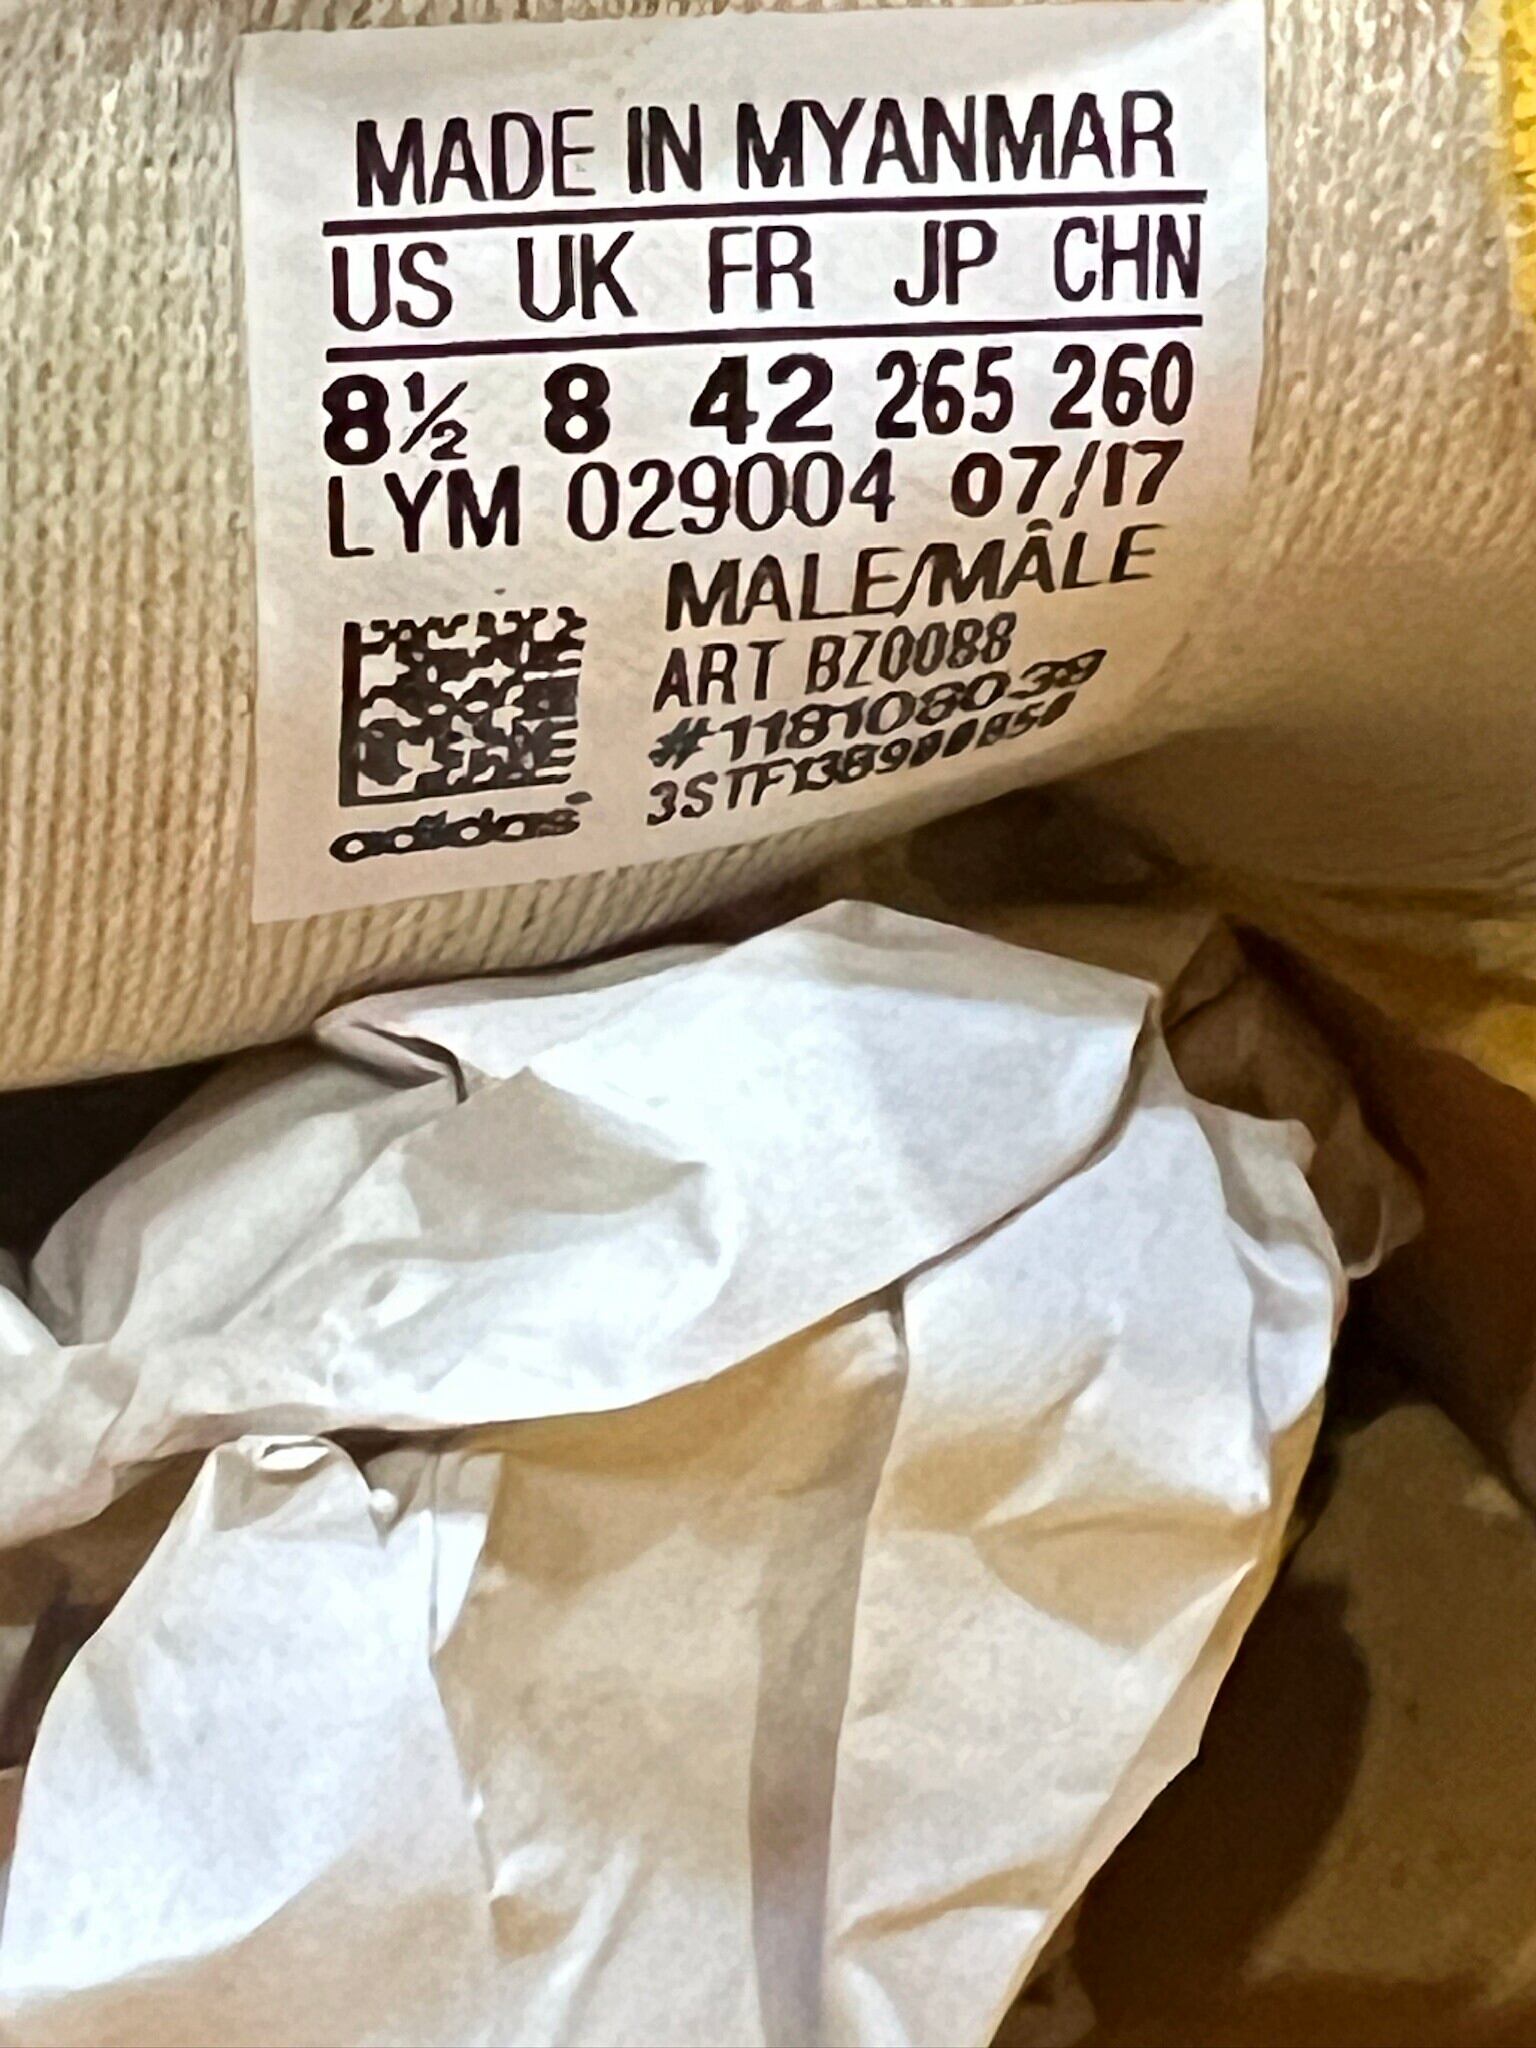 MADE IN MYANMAR
US UK FR JP CHN
8½ 8 42 265 260
LYM 029004 07/17
MALE/MÂLE
ART BZ0088
#1181080038
adidas